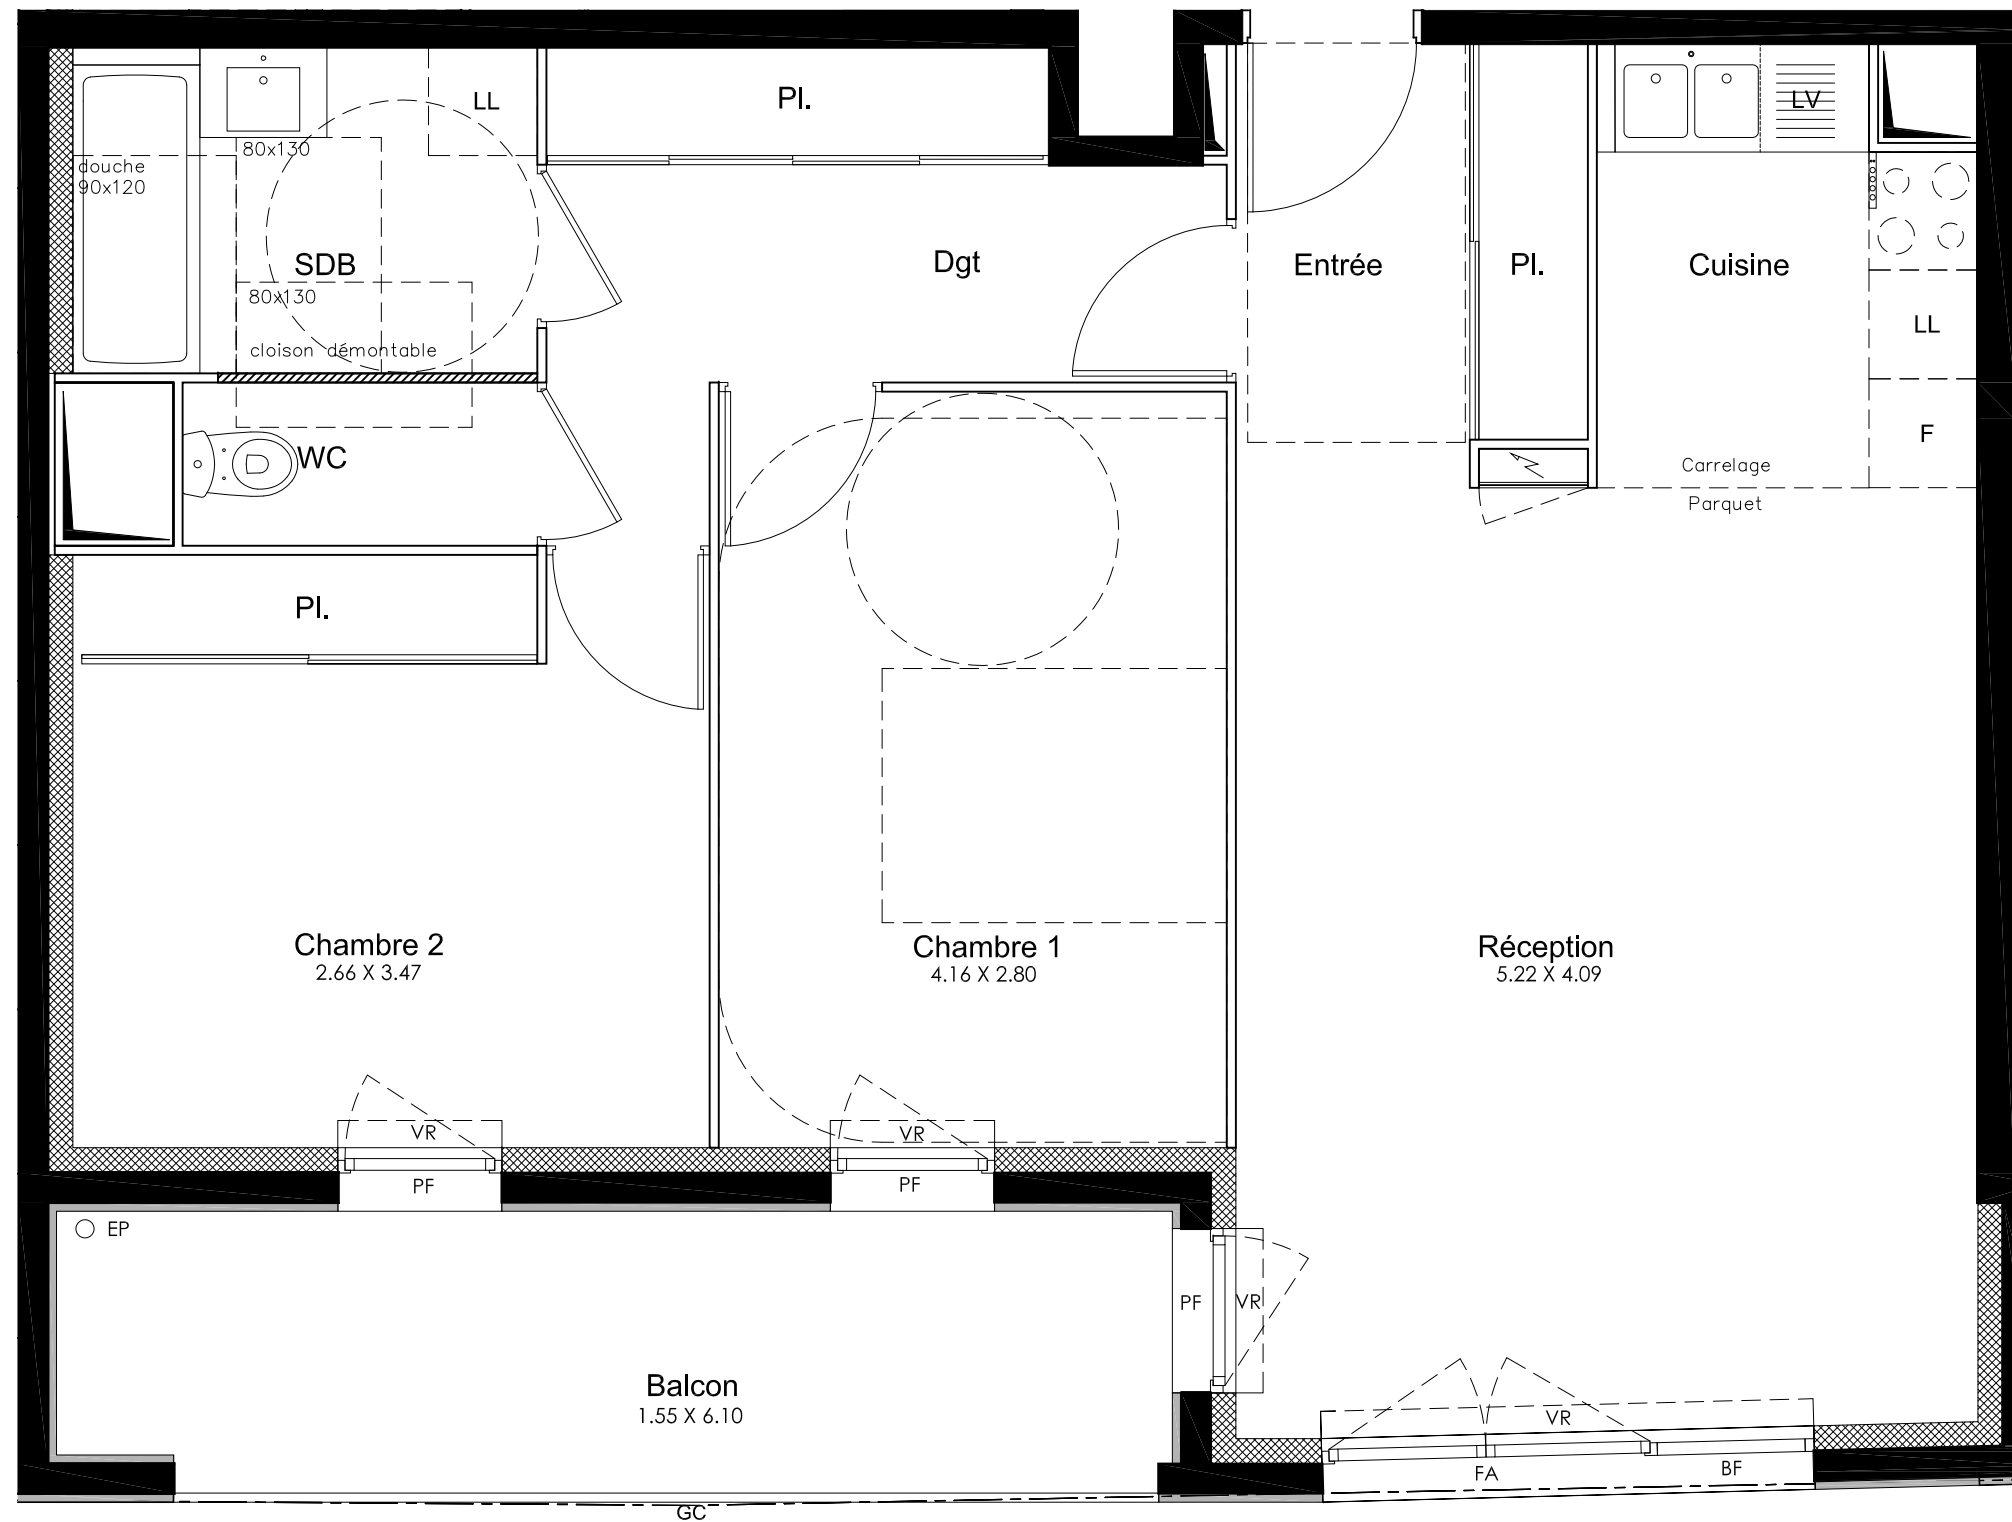 LL
Pl.
LV
80x130
douche
90x120
SDB
Dgt
Entrée
Pl.
Cuisine
80x130
LL
cloison démontable
F
WC
Carrelage
Parquet
Pl.
Chambre 2
2.66 X 3.47
Chambre 1
4.16 X 2.80
Réception
5.22 X 4.09
VR
VR
PF
PF
EP
PF
VR
Balcon
1.55 X 6.10
VR
FA
BF
GC